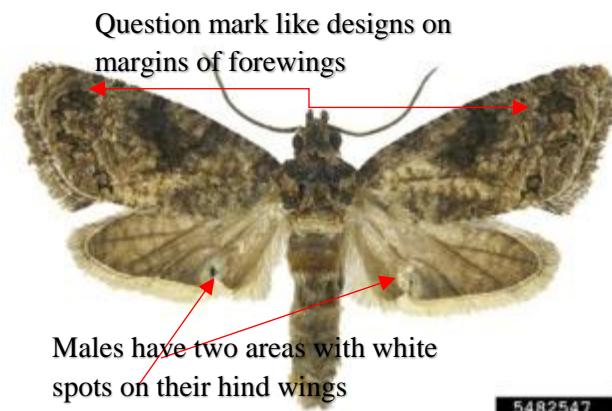 Question mark like designs on
margins of forewings
Males have two areas with white
spots on their hind wings
5482547